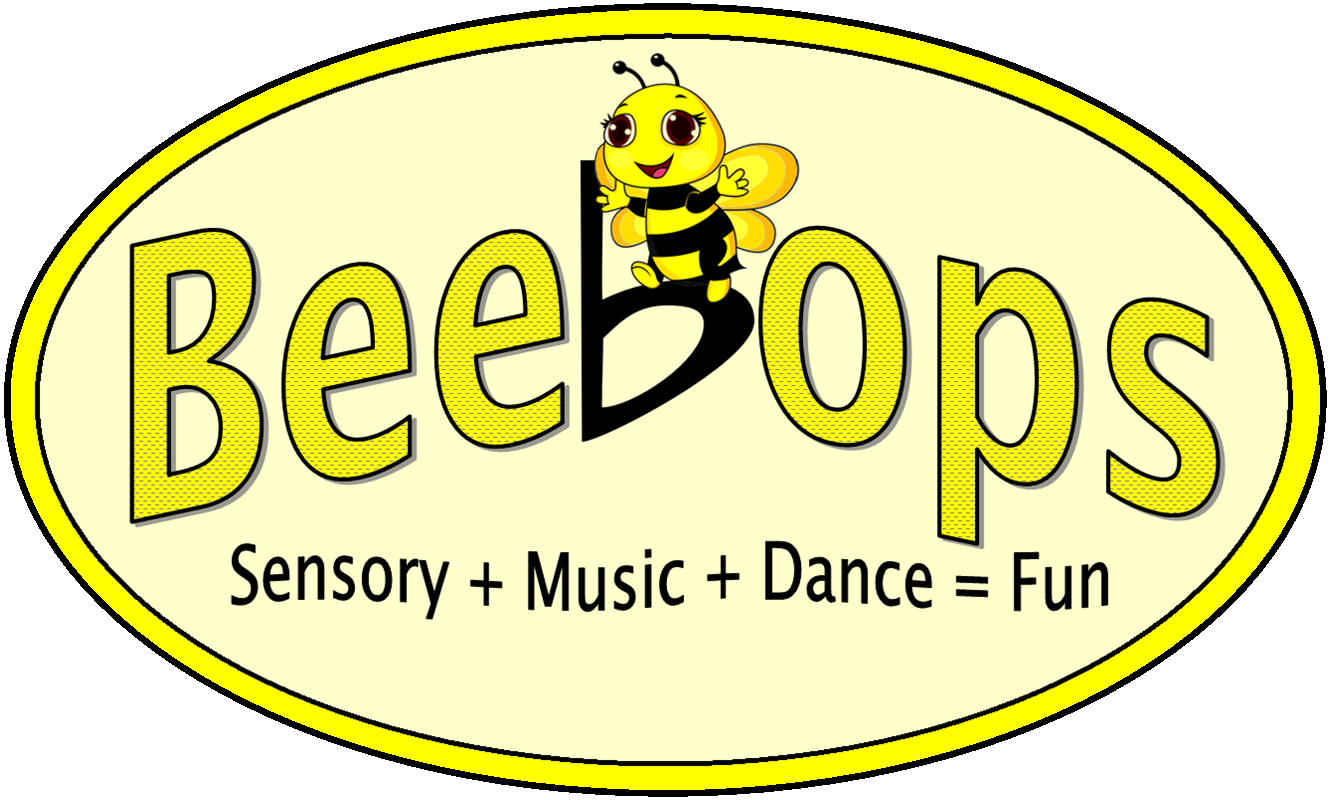 Beebops
Sensory + Music + Dance = Fun